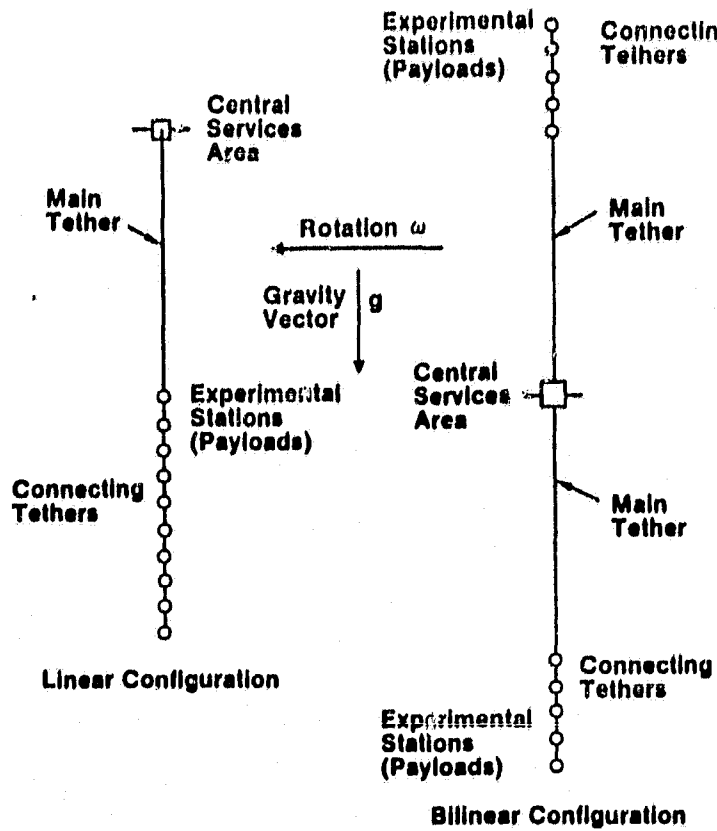 Experimental
Stations
(Payloads)
Connectin
Tethers
Central
Services
Area
Main
Tether
Main
Tether
Rotation ω
Gravity
Vector
g
Central
Services
Area
Experimental
Stations
(Payloads)
Connecting
Tethers
Main
Tether
Linear Configuration
Connecting
Tethers
Experimental
Stations
(Payloads)
Bilinear Configuration